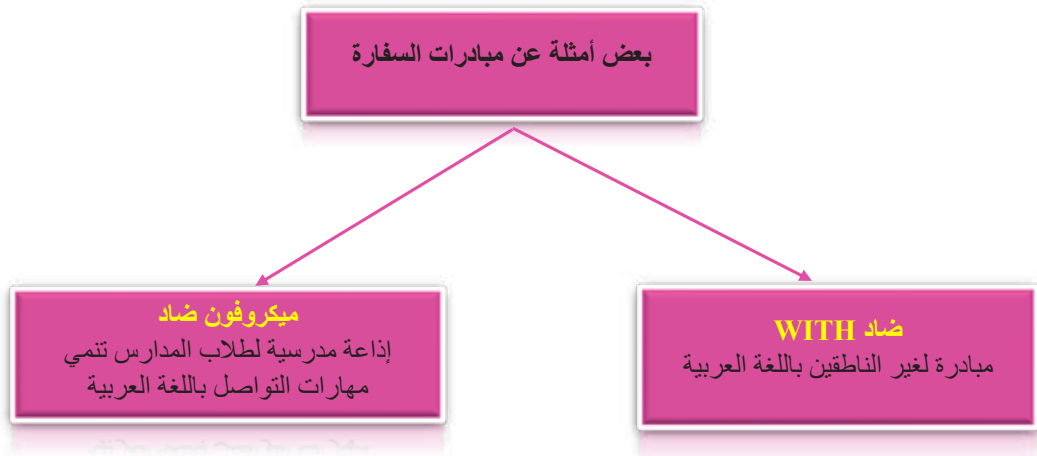 بعض أمثلة عن مبادرات السفارة
ضاد WITH
مبادرة لغير الناطقين باللغة العربية
ميكروفون ضاد
إذاعة مدرسية لطلاب المدارس تنمي
مهارات التواصل باللغة العربية